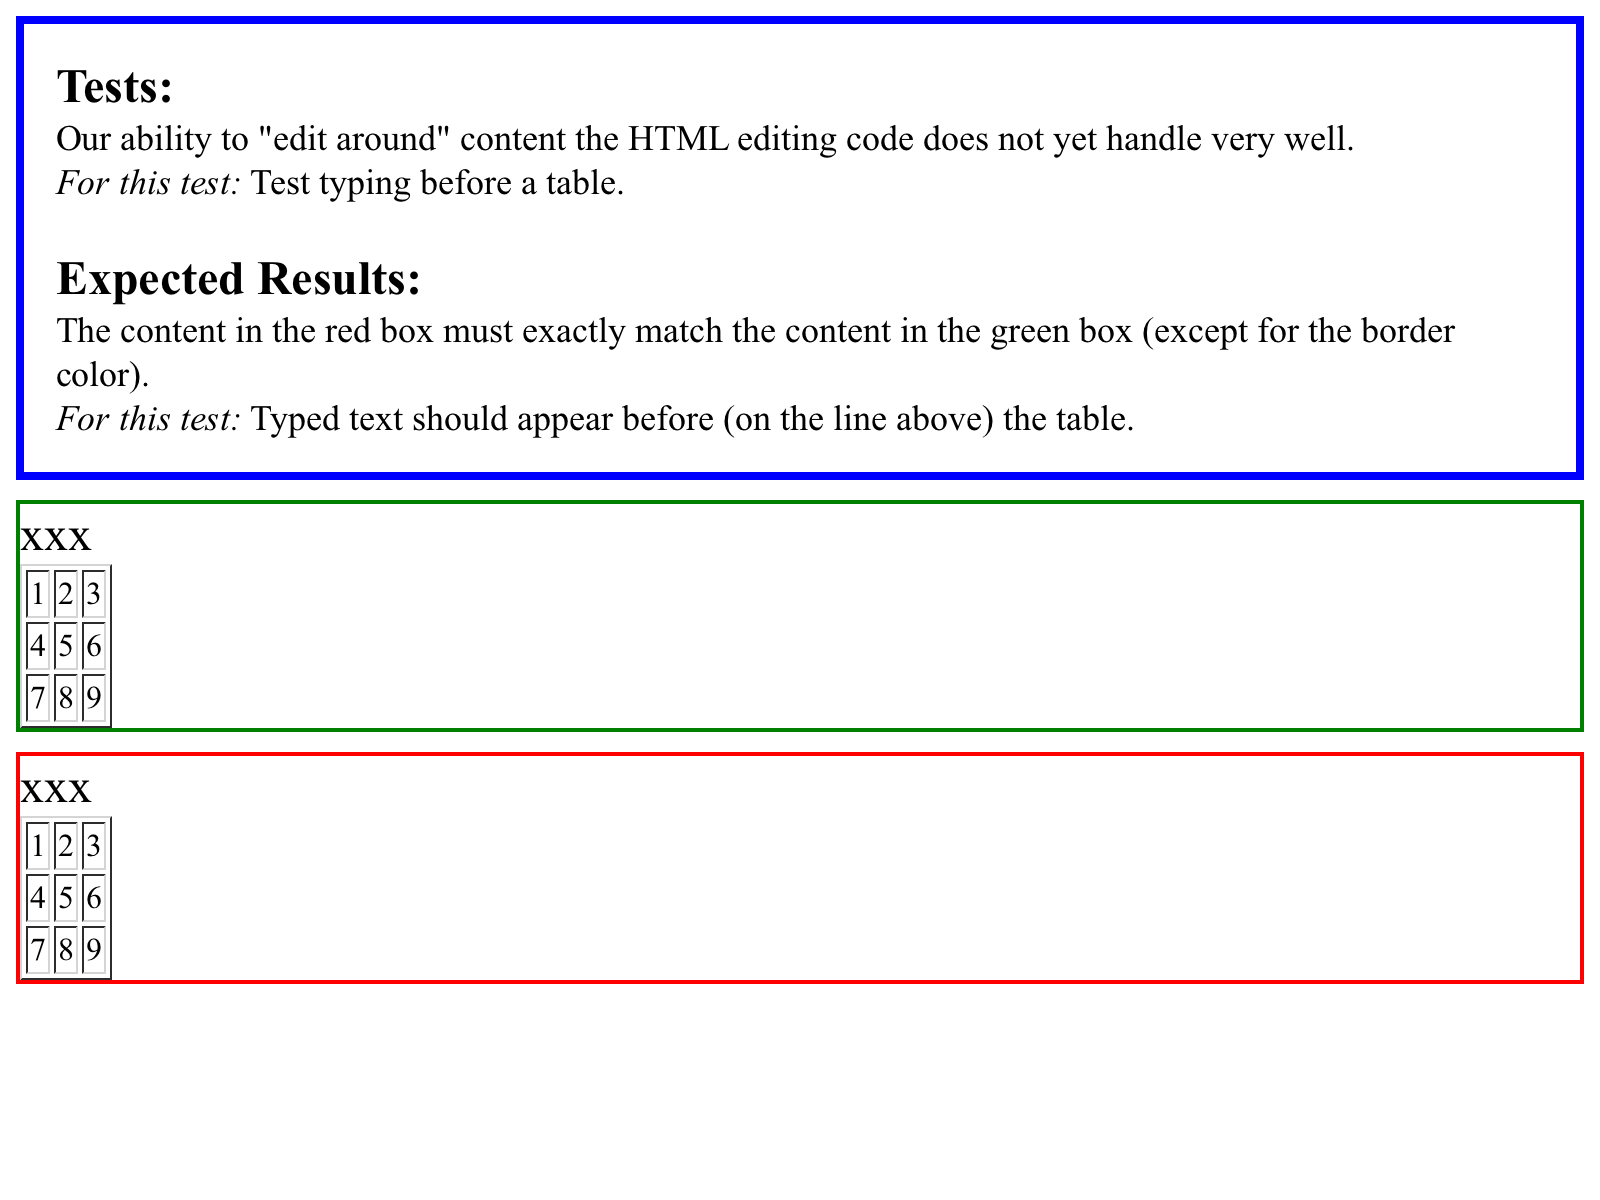 Tests:
Our ability to "edit around" content the HTML editing code does not yet handle very well.
For this test: Test typing before a table.
Expected Results:
The content in the red box must exactly match the content in the green box (except for the border
color).
For this test: Typed text should appear before (on the line above) the table.
xxx
1 2 3
4 5 6
7 8 9
xxx
1 2 3
4 5 6
7 8 9